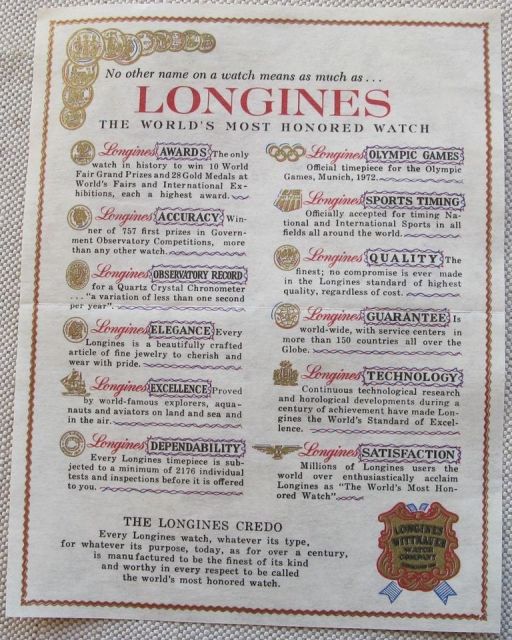 No other name on a watch means as much as...
LONGINES
THE WORLD'S MOST HONORED WATCH
Longines AWARDS The only
watch in history to win 10 World
Fair Grand Prizes and 28 Gold Medals at
World's Fairs and International Ex-
hibitions, each a highest award.
Longines ACCURACY Win-
ner of 757 first prizes in Govern-
ment Observatory Competitions, more
than any other watch.
Longines OBSERVATORY RECORD
for a Quartz Crystal Chronometer
... "a variation of less than one second
per year".
Longines ELEGANCE Every
Longines is a beautifully crafted
article of fine jewelry to cherish and
wear with pride.
Longines EXCELLENCE Proved
by world-famous explorers, aqua-
nauts and aviators on land and sea and
in the air.
Longines DEPENDABILITY
Every Longines timepiece is sub-
jected to a minimum of 2176 individual
tests and inspections before it is offered
to you.
Longines OLYMPIC GAMES
Official timepiece for the Olympic
Games, Munich, 1972.
Longines SPORTS TIMING
Officially accepted for timing Na-
tional and International Sports in all
fields all around the world.
Longines QUALITY The
finest; no compromise is ever made
in the Longines standard of highest
quality, regardless of cost.
Longines GUARANTEE Is
world-wide, with service centers in
more than 150 countries all over the
Globe.
Longines TECHNOLOGY
Continuous technological research
and horological developments during a
century of achievement have made Lon-
gines the World's Standard of Excel-
lence.
Longines SATISFACTION
Millions of Longines users the
world over enthusiastically acclaim
Longines as "The World's Most Hon-
ored Watch".
THE LONGINES CREDO
Every Longines watch, whatever its type,
for whatever its purpose, today, as for over a century,
is manufactured to be the finest of its kind
and worthy in every respect to be called
the world's most honored watch.
LONGINES
WITTNAUER
WATCH
COMPANY